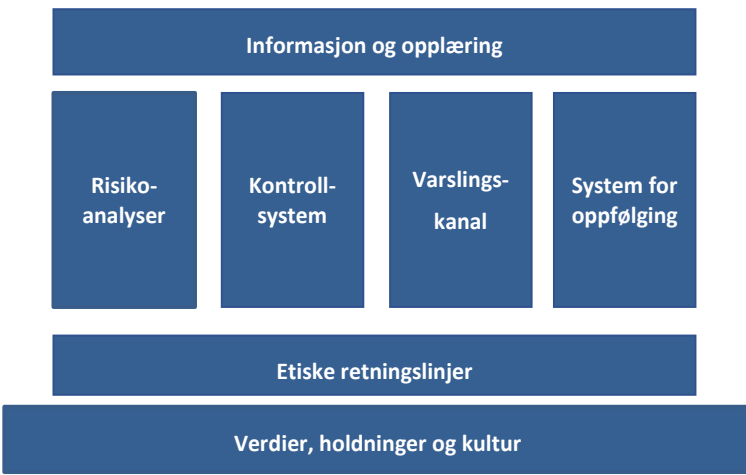 Informasjon og opplæring
Risiko-
analyser
Kontroll-
system
Varslings-
kanal
System for
oppfølging
Etiske retningslinjer
Verdier, holdninger og kultur